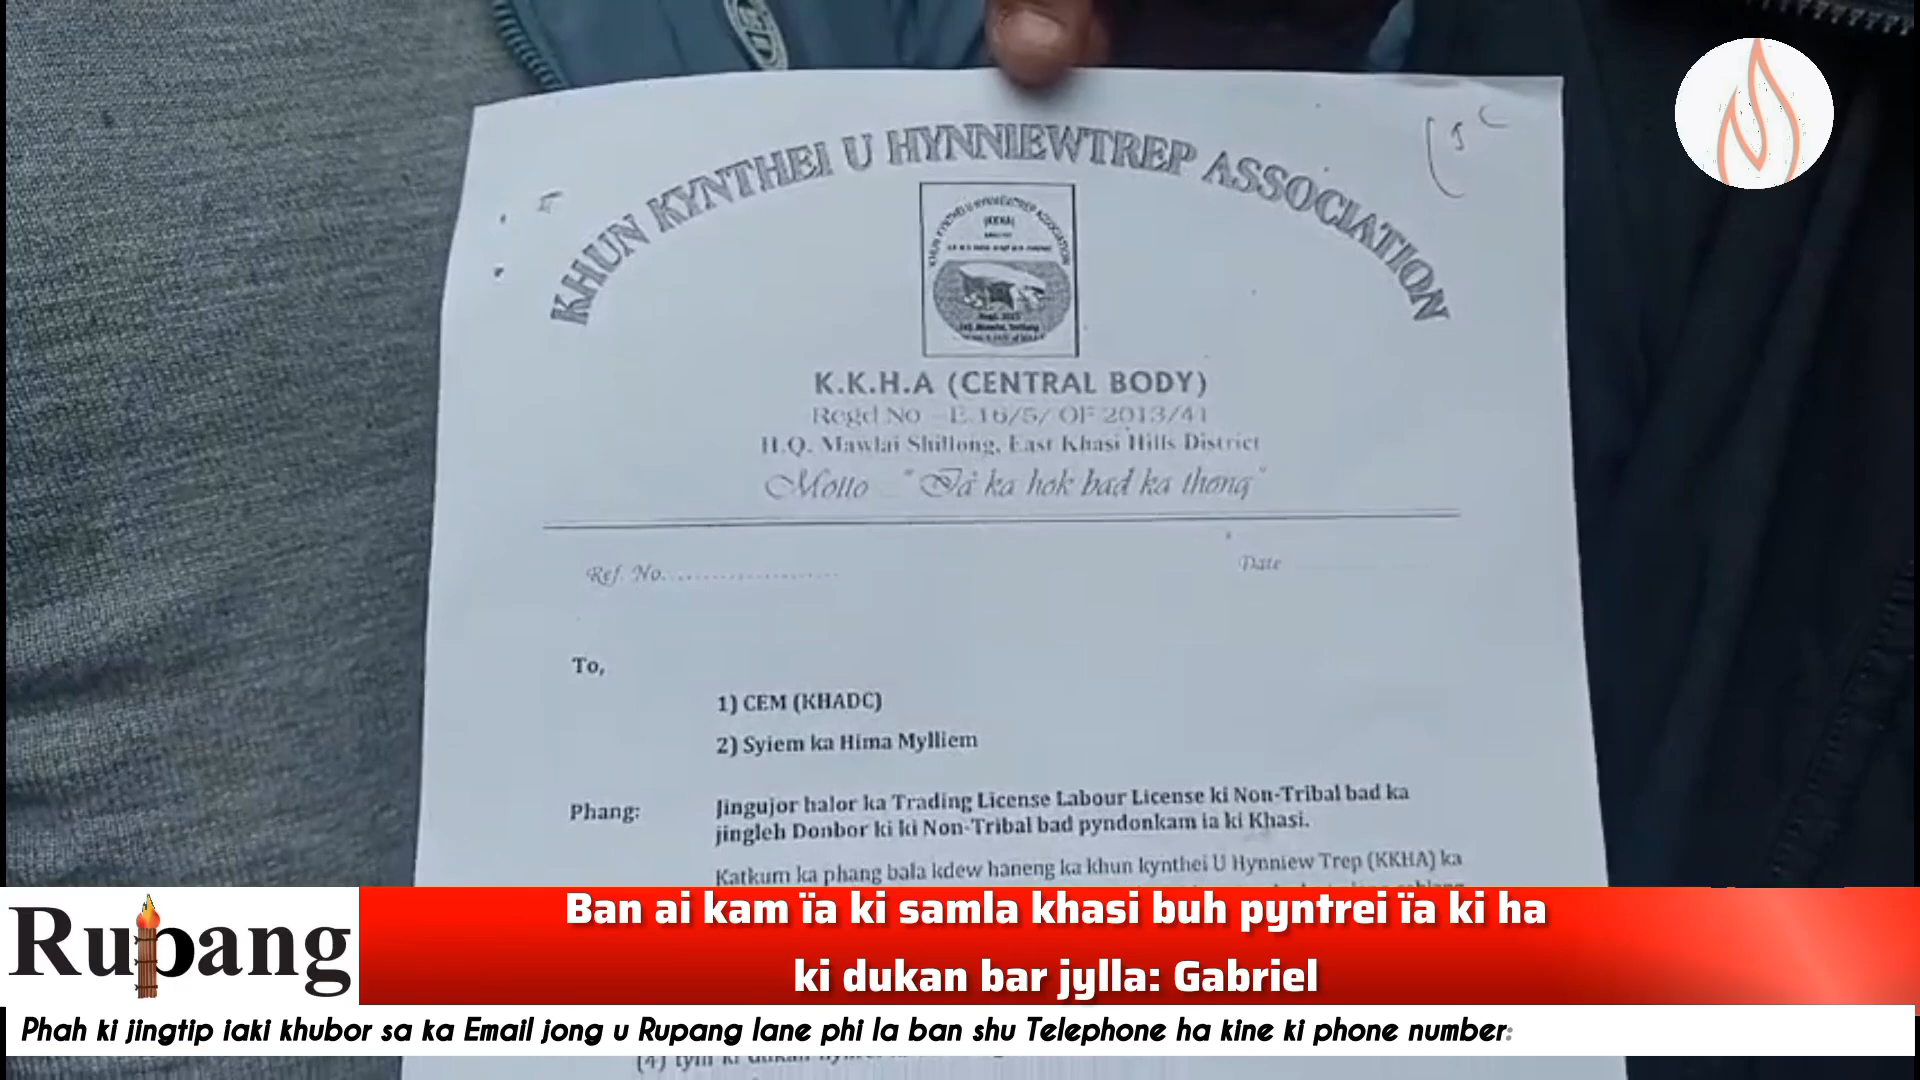 KHUN KYNTHEI U HYNNIEWTREP ASSOCIATION
K.K.H.A (CENTRAL BODY)
Regd No - E.16/5/ OF 2013/41
H.Q. Mawlai Shillong, East Khasi Hills District
Motto - "Ïa ka hok bad ka thong"
Ref. No.
Date
To,
1) CEM (KHADC)
2) Syiem ka Hima Mylliem
Phang: Jingujor halor ka Trading License Labour License ki Non-Tribal bad ka
jingleh Donbor ki ki Non-Tribal bad pyndonkam ia ki Khasi.
Katkum ka phang bala kdew haneng ka khun kynthei U Hynniew Trep (KKHA) ka
Rupang
Ban ai kam ïa ki samla khasi buh pyntrei ïa ki ha
ki dukan bar jylla: Gabriel
Phah ki jingtip iaki khubor sa ka Email jong u Rupang lane phi la ban shu Telephone ha kine ki phone number:
(4) tym ki dukan